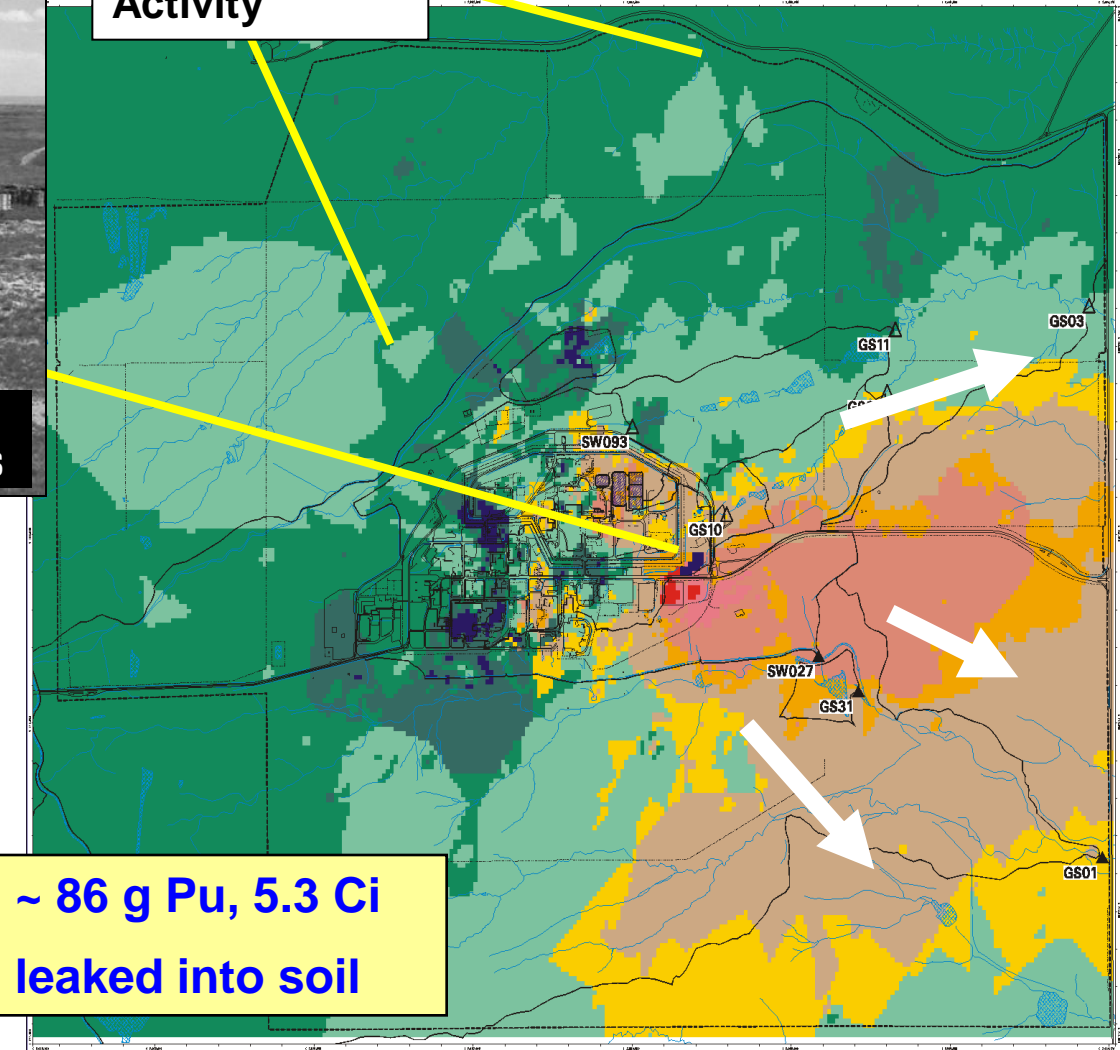 Activity
GS03
GS11
SW093
GS10
SW027
GS31
GS01
~ 86 g Pu, 5.3 Ci
leaked into soil